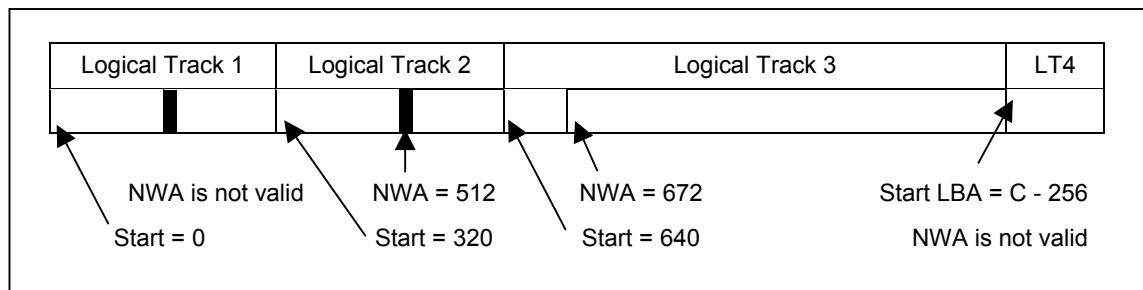 Logical Track 1 Logical Track 2 Logical Track 3 LT4
NWA is not valid NWA = 512 NWA = 672 Start LBA = C - 256
Start = 0 Start = 320 Start = 640 NWA is not valid